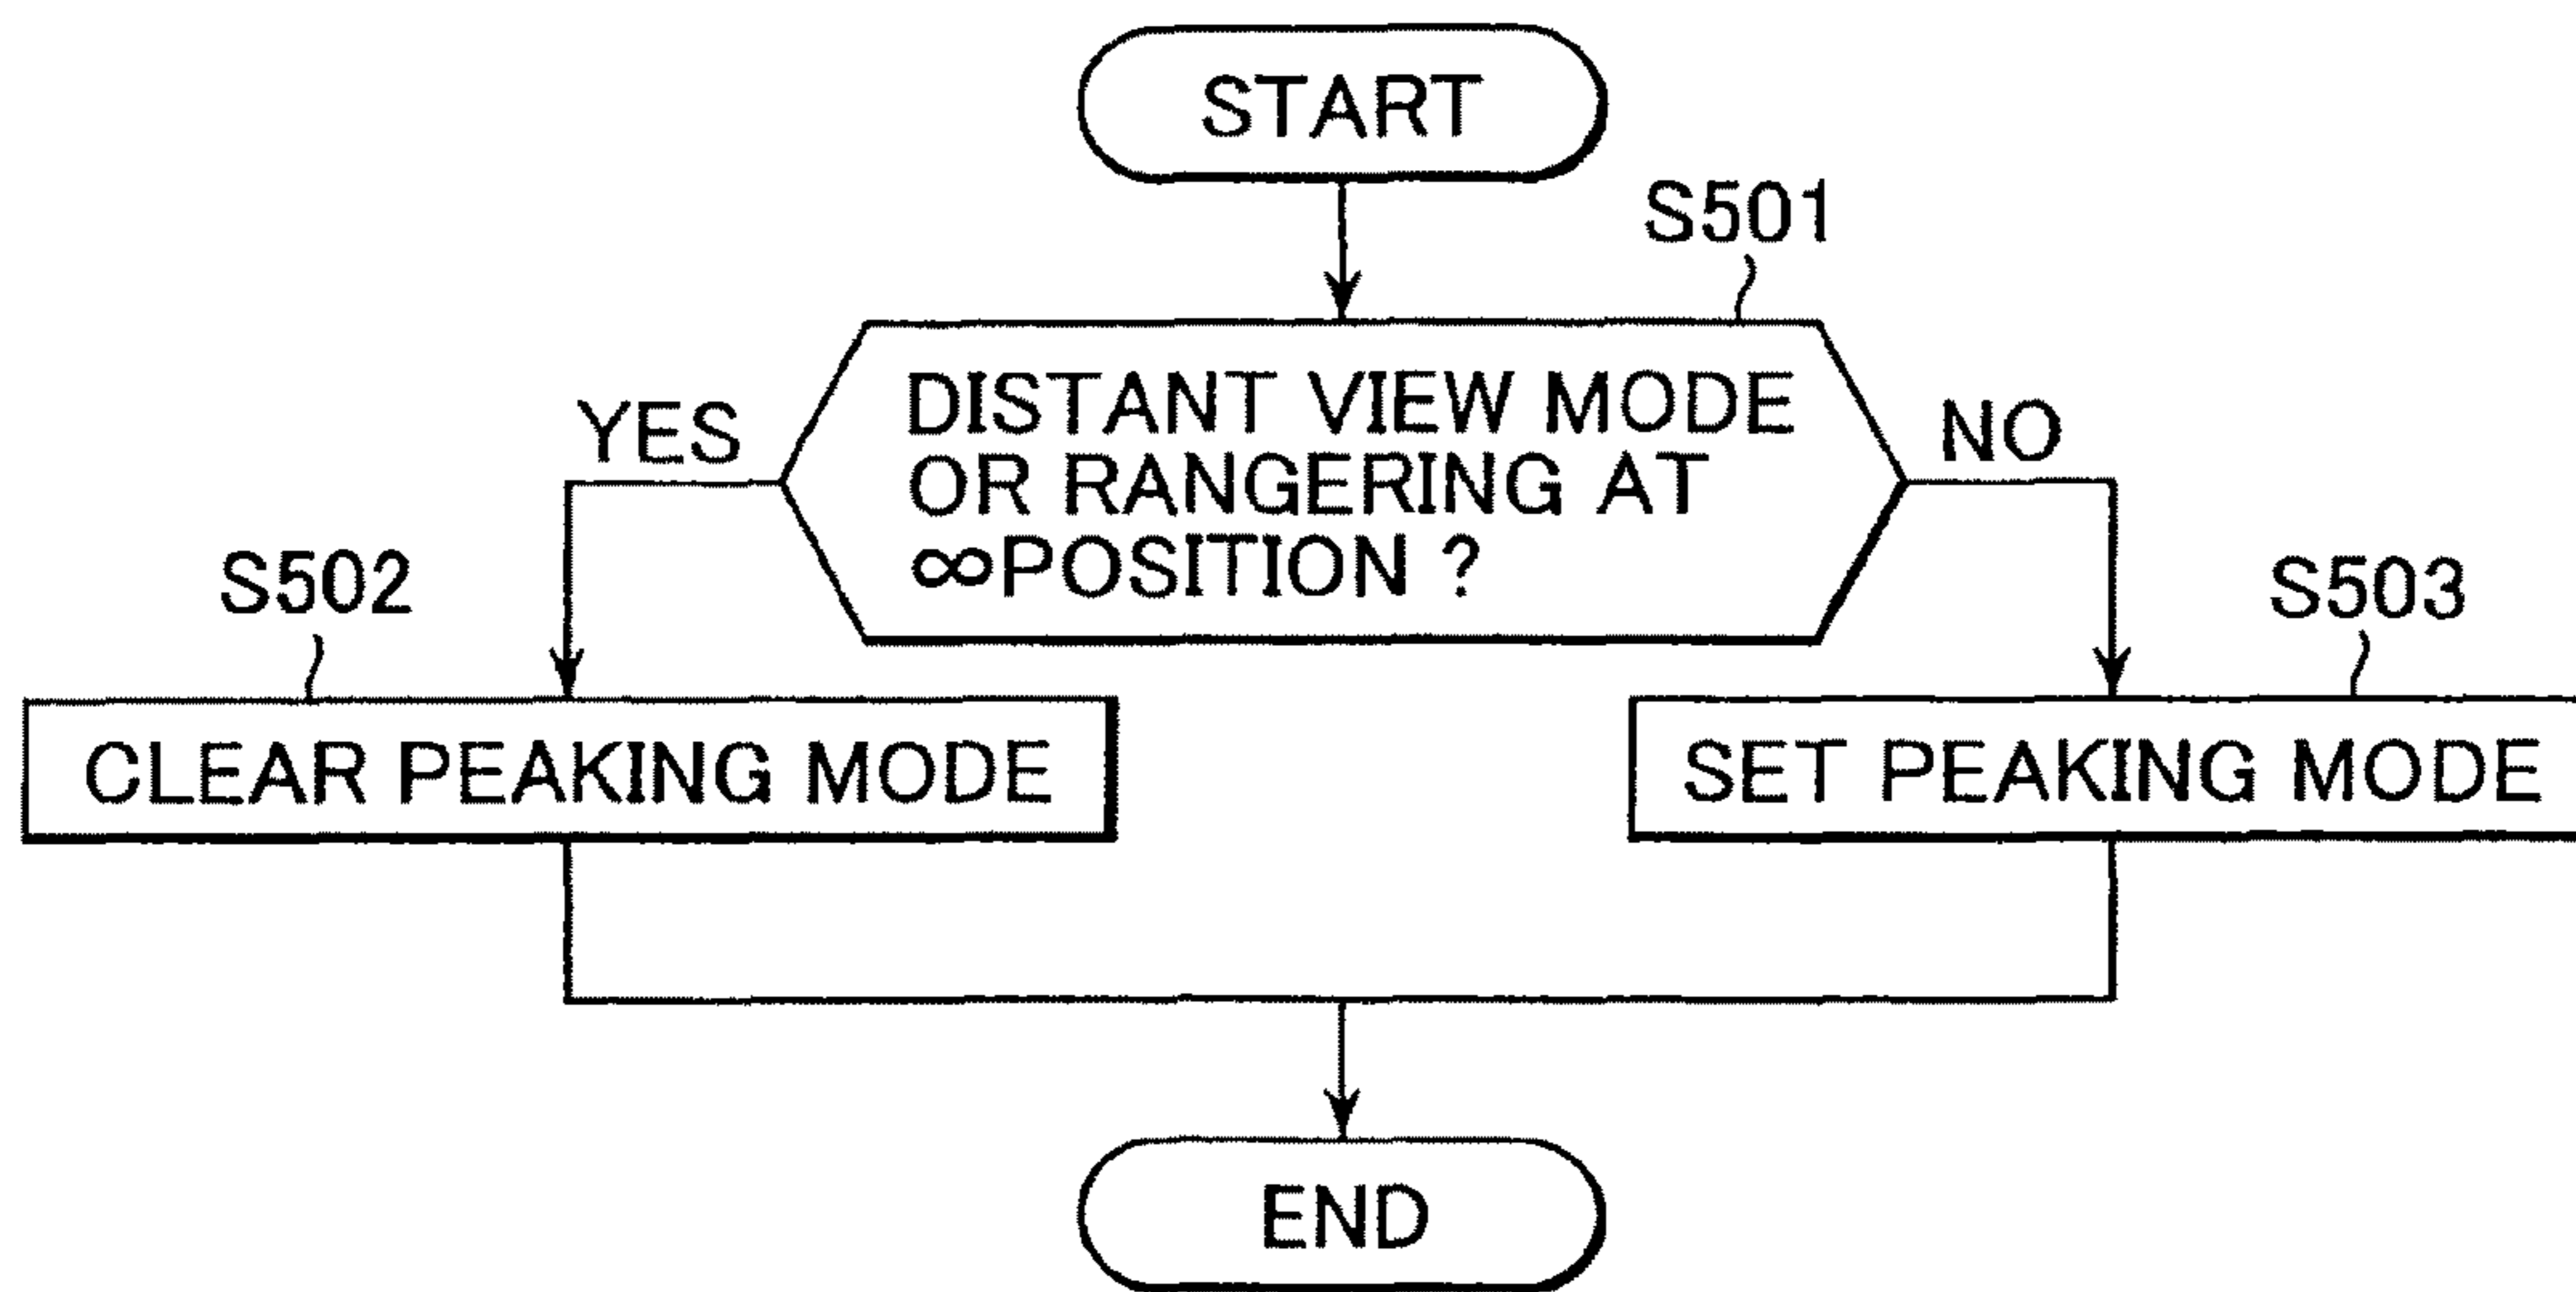 START
S501
DISTANT VIEW MODE
OR RANGERING AT
∞POSITION ?
YES
NO
S502
S503
CLEAR PEAKING MODE
SET PEAKING MODE
END